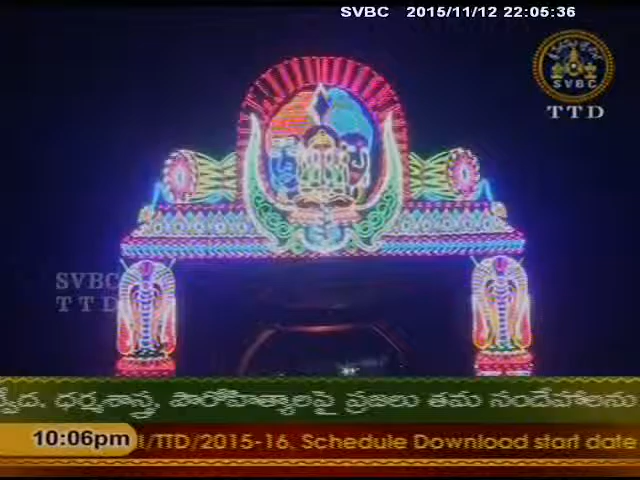 SVBC 2015/11/12 22:05:36
SVBC
TTD
SVBC
TTD
ధర్మశాస్త్ర, పౌరోహిత్యాలపై ప్రజలు తమ సందేహాలను
10:06pm /TTD/2015-16. Schedule Download start date